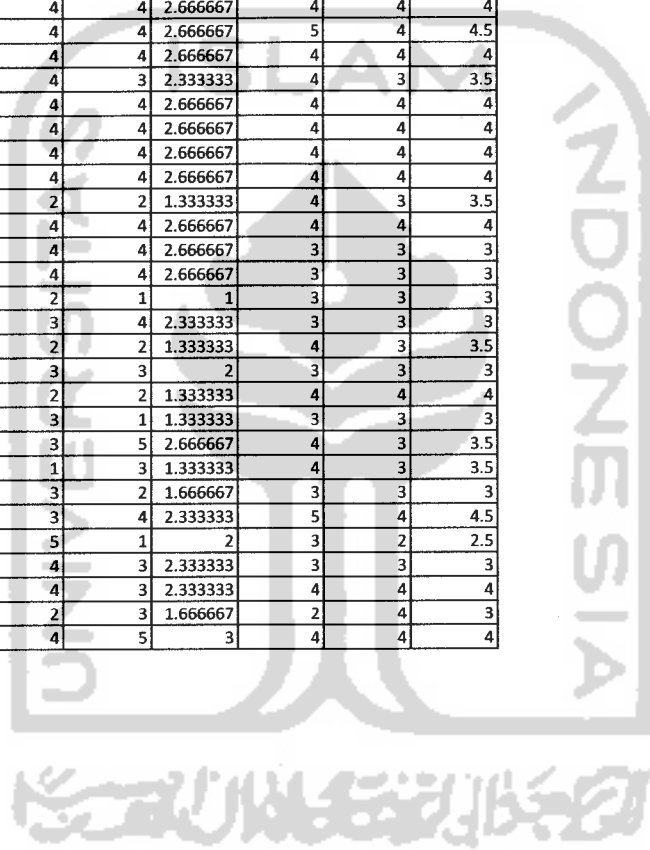 4 4 2.666667 4 4 4
4 4 2.666667 5 4 4.5
4 4 2.666667 4 4 4
4 3 2.333333 4 3 3.5
4 4 2.666667 4 4 4
4 4 2.666667 4 4 4
4 4 2.666667 4 4 4
4 4 2.666667 4 4 4
2 2 1.333333 4 3 3.5
4 4 2.666667 4 4 4
4 4 2.666667 3 3 3
4 4 2.666667 3 3 3
2 1 1 3 3 3
3 4 2.333333 3 3 3
2 2 1.333333 4 3 3.5
3 3 2 3 3 3
2 2 1.333333 4 4 4
3 1 1.333333 3 3 3
3 5 2.666667 4 3 3.5
1 3 1.333333 4 3 3.5
3 2 1.666667 3 3 3
3 4 2.333333 5 4 4.5
5 1 2 3 2 2.5
4 3 2.333333 3 3 3
4 3 2.333333 4 4 4
2 3 1.666667 2 4 3
4 5 3 4 4 4
UNIVERSITAS
ISLAM
INDONESIA